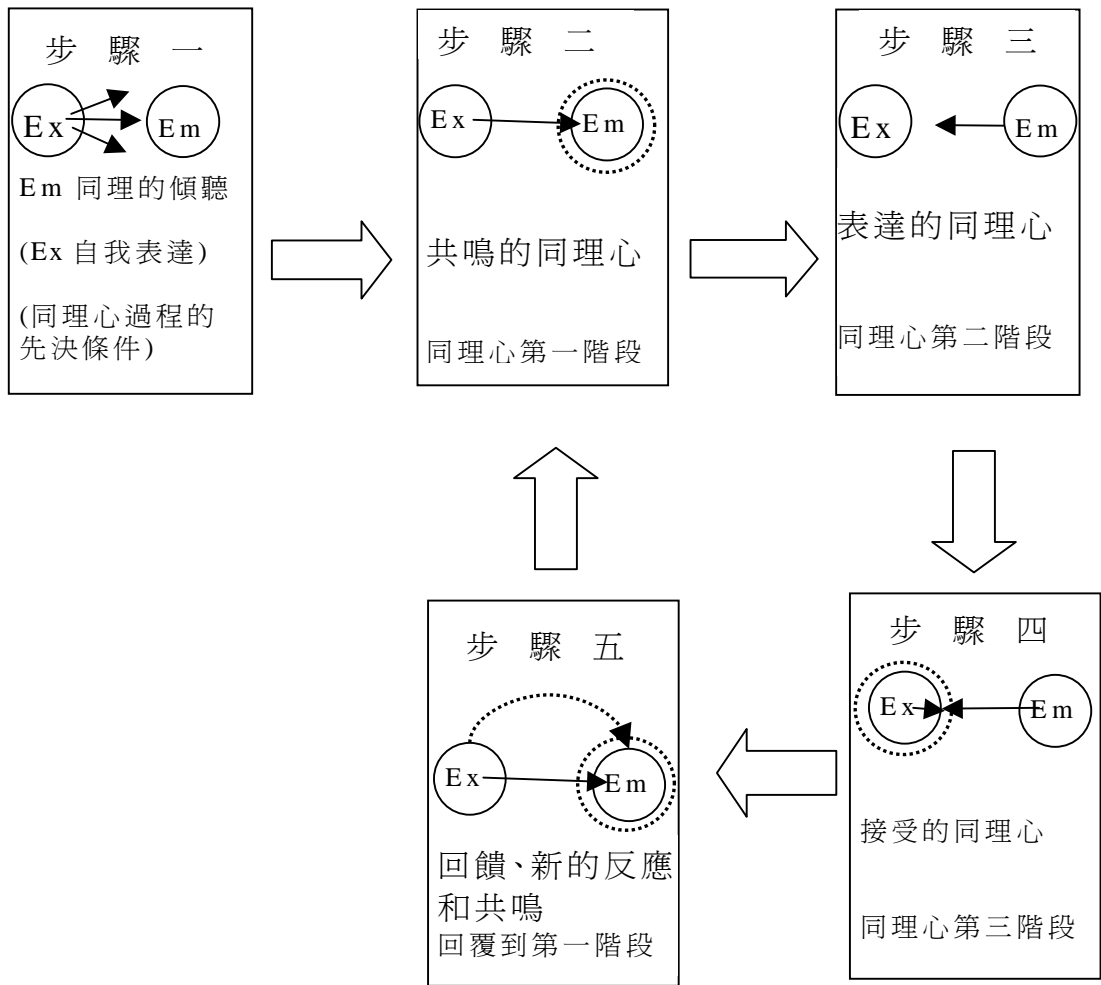 步驟一
Ex Em
Em 同理的傾聽
(Ex 自我表達)
(同理心過程的
先決條件)
步驟二
Ex Em
共鳴的同理心
同理心第一階段
步驟三
Ex Em
表達的同理心
同理心第二階段
步驟四
Ex Em
接受的同理心
同理心第三階段
步驟五
Ex Em
回饋、新的反應
和共鳴
回覆到第一階段